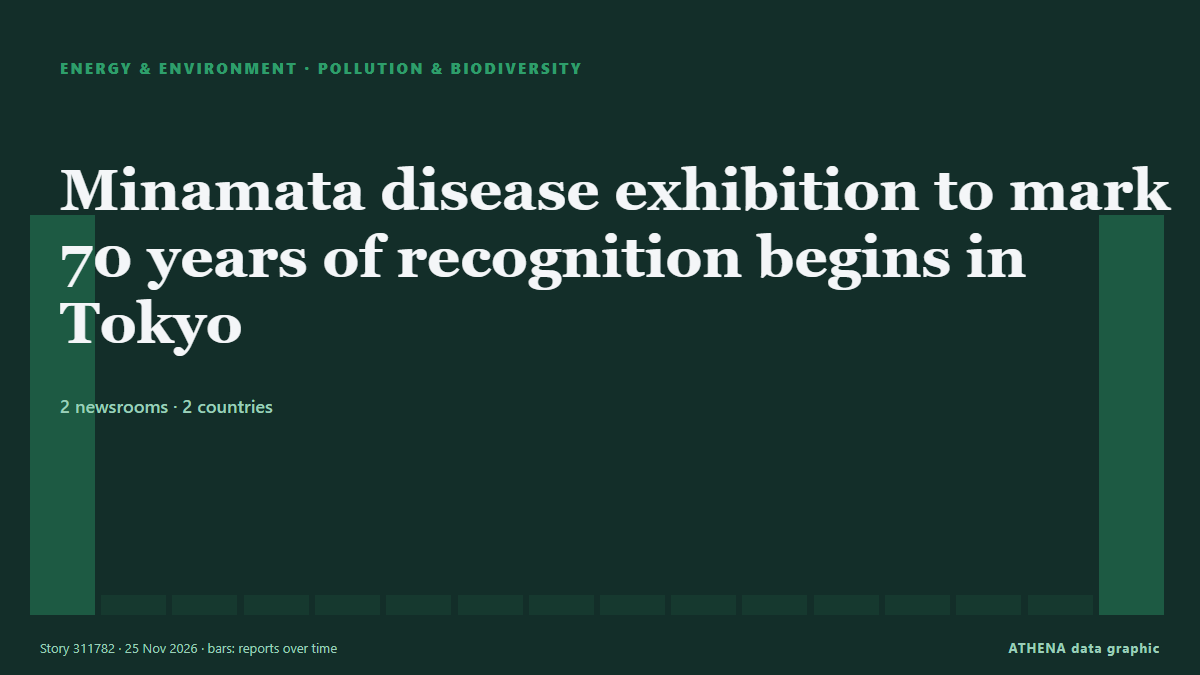 ENERGY & ENVIRONMENT · POLLUTION & BIODIVERSITY
Minamata disease exhibition to mark
70 years of recognition begins in
Tokyo
2 newsrooms · 2 countries
Story 311782 · 25 Nov 2026 · bars: reports over time
ATHENA data graphic